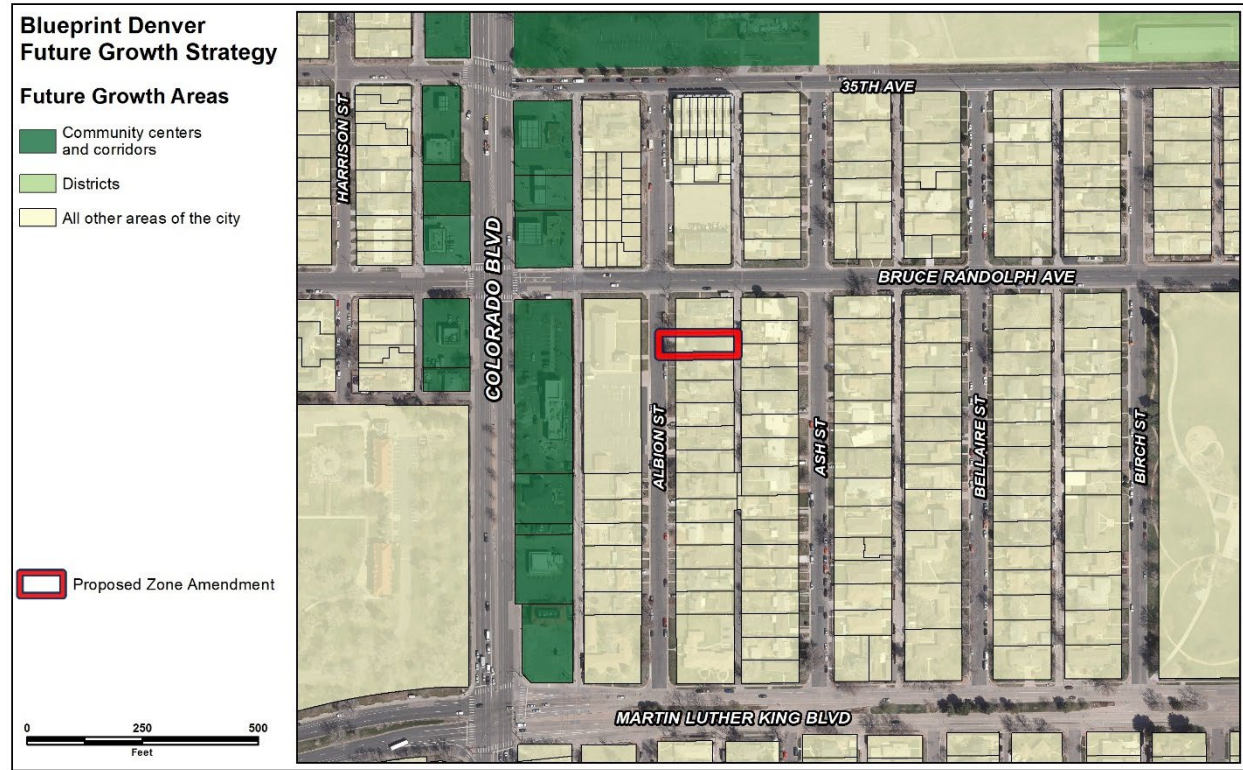 Blueprint Denver
Future Growth Strategy
Future Growth Areas
Community centers
and corridors
Districts
All other areas of the city
Proposed Zone Amendment
0 250 500
Feet
35TH AVE
HARRISON ST
COLORADO BLVD
BRUCE RANDOLPH AVE
ALBION ST
ASH ST
BELLAIRE ST
BIRCH ST
MARTIN LUTHER KING BLVD